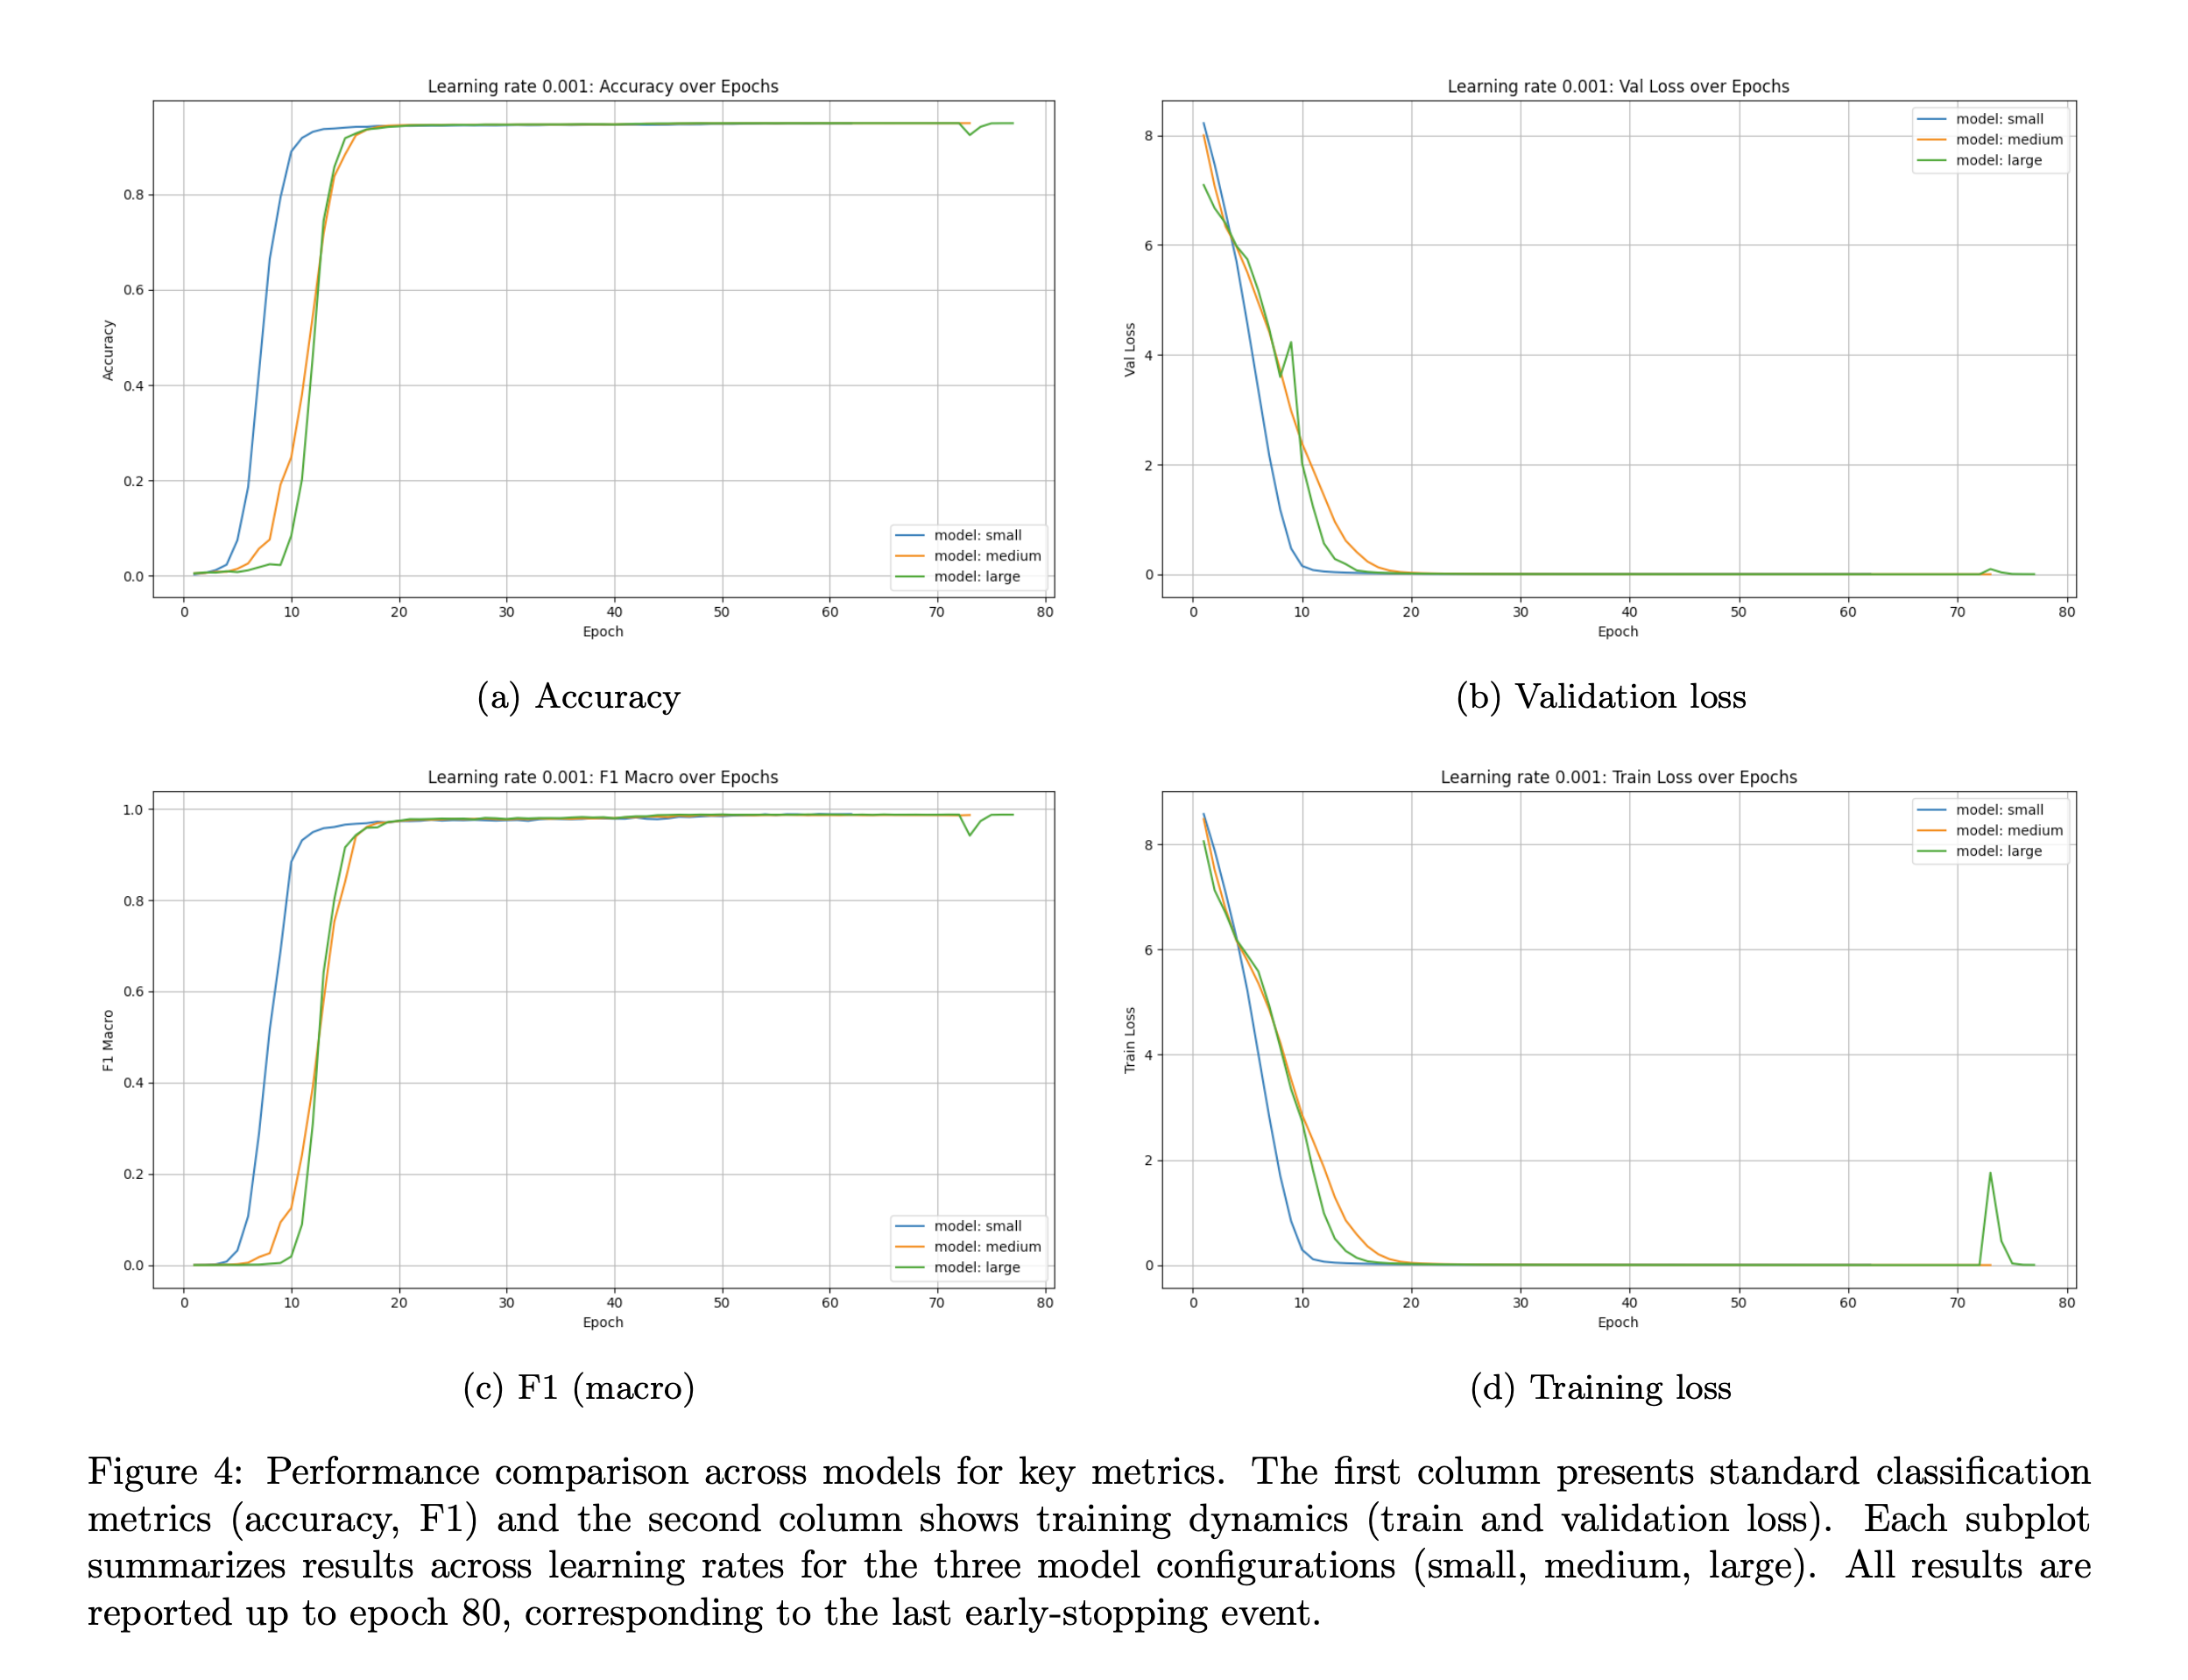 Learning rate 0.001: Accuracy over Epochs
Accuracy
0.8
0.6
0.4
0.2
0.0
0 10 20 30 40 50 60 70 80
Epoch
model: small
model: medium
model: large
(a) Accuracy
Learning rate 0.001: Val Loss over Epochs
Val Loss
8
6
4
2
0
0 10 20 30 40 50 60 70 80
Epoch
model: small
model: medium
model: large
(b) Validation loss
Learning rate 0.001: F1 Macro over Epochs
F1 Macro
1.0
0.8
0.6
0.4
0.2
0.0
0 10 20 30 40 50 60 70 80
Epoch
model: small
model: medium
model: large
(c) F1 (macro)
Learning rate 0.001: Train Loss over Epochs
Train Loss
8
6
4
2
0
0 10 20 30 40 50 60 70 80
Epoch
model: small
model: medium
model: large
(d) Training loss
Figure 4: Performance comparison across models for key metrics. The first column presents standard classification
metrics (accuracy, F1) and the second column shows training dynamics (train and validation loss). Each subplot
summarizes results across learning rates for the three model configurations (small, medium, large). All results are
reported up to epoch 80, corresponding to the last early-stopping event.